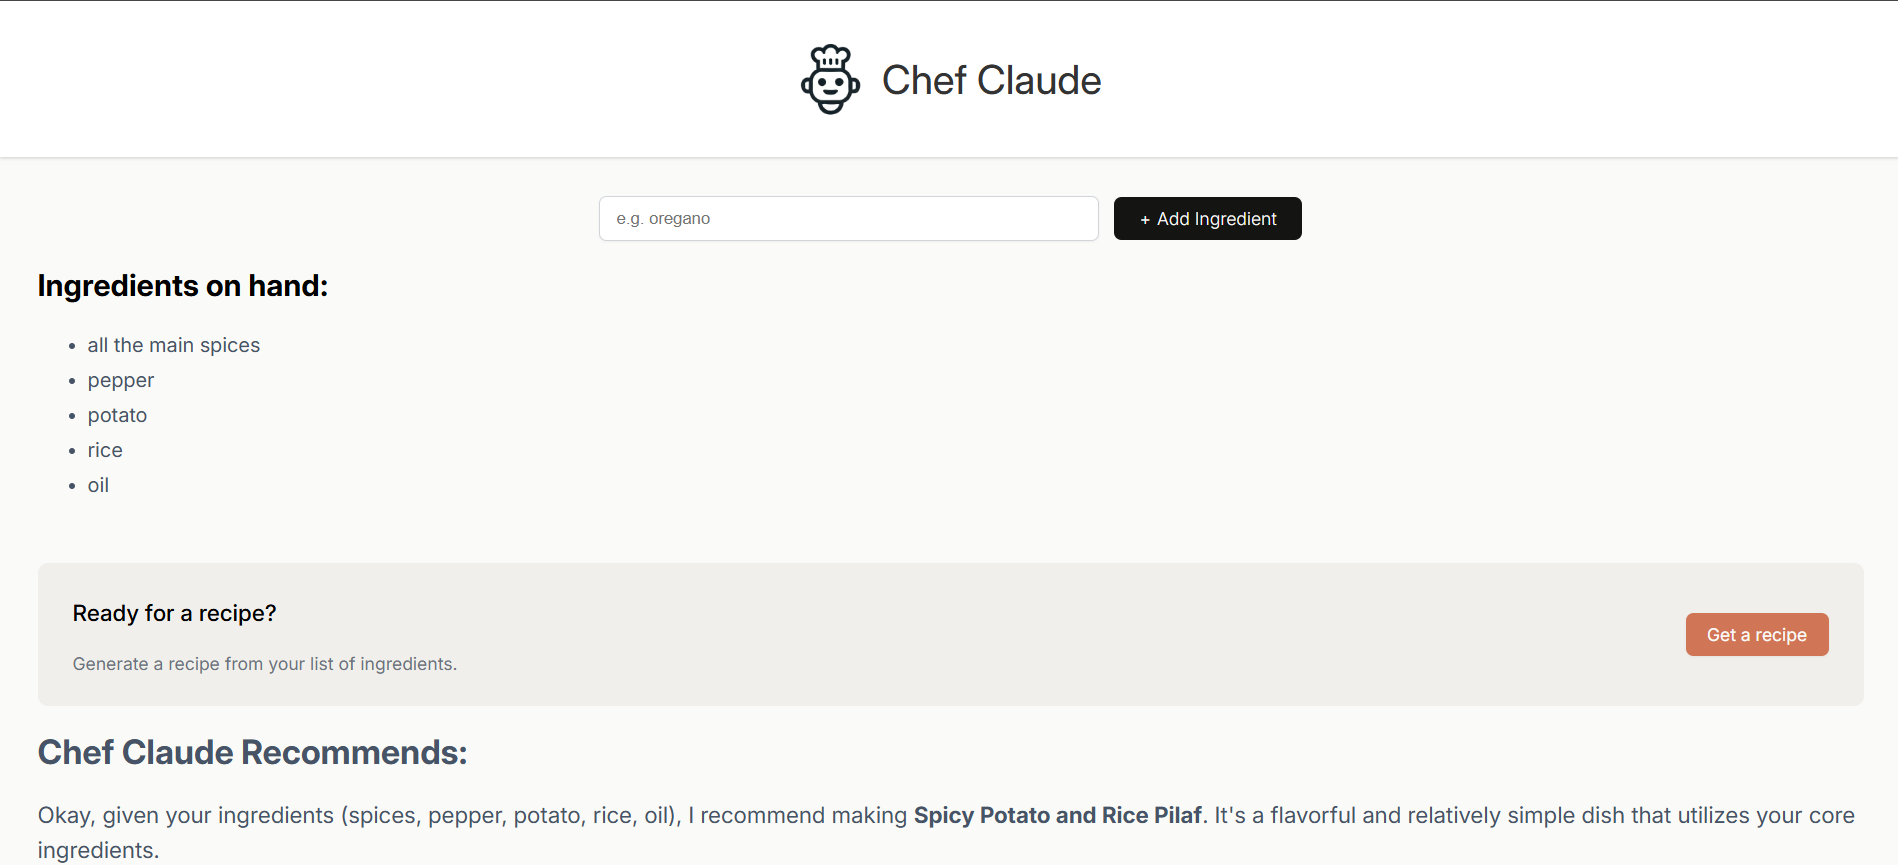 Chef Claude
e.g. oregano
+ Add Ingredient
Ingredients on hand:
• all the main spices
• pepper
• potato
• rice
• oil
Ready for a recipe?
Generate a recipe from your list of ingredients.
Get a recipe
Chef Claude Recommends:
Okay, given your ingredients (spices, pepper, potato, rice, oil), I recommend making Spicy Potato and Rice Pilaf. It's a flavorful and relatively simple dish that utilizes your core
ingredients.